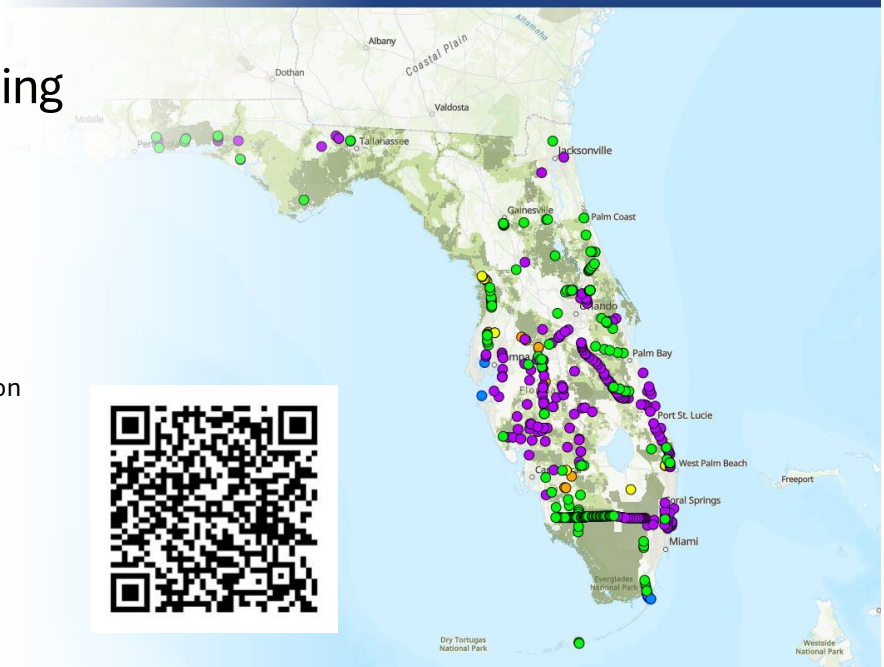 ing
on
Altamaha
Albany
Coastal Plain
Dothan
Valdosta
Mobile
Tallahassee
Jacksonville
Gainesville
Palm Coast
Orlando
Palm Bay
Port St. Lucie
West Palm Beach
Freeport
Coral Springs
Miami
Everglades
National Park
Dry Tortugas
National Park
Westside
National Park